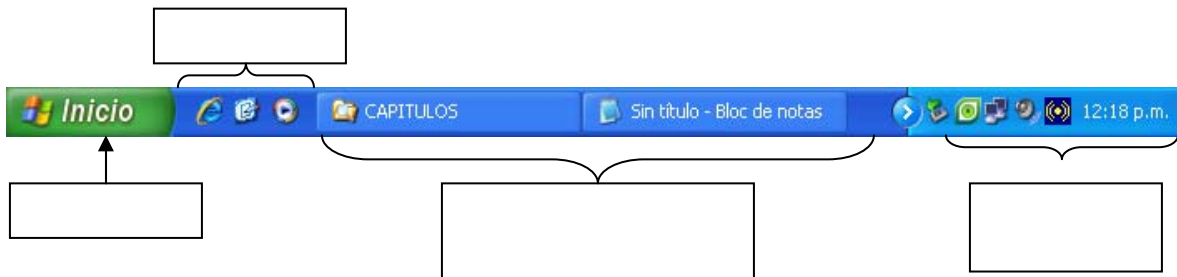 Inicio
CAPITULOS
Sin título - Bloc de notas
12:18 p.m.